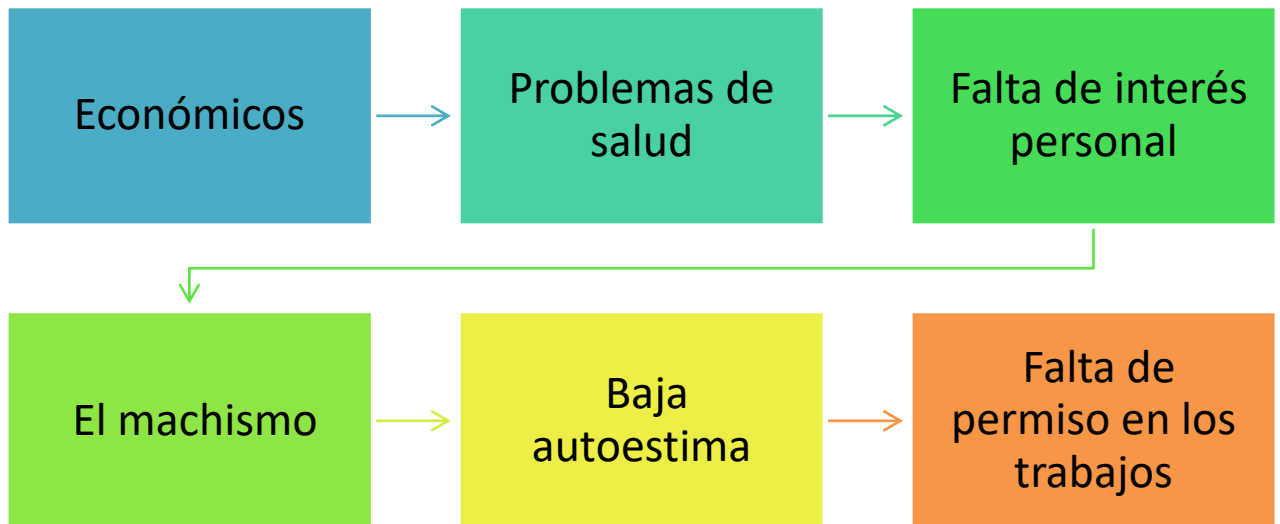 Económicos
Problemas de
salud
Falta de interés
personal
El machismo
Baja
autoestima
Falta de
permiso en los
trabajos